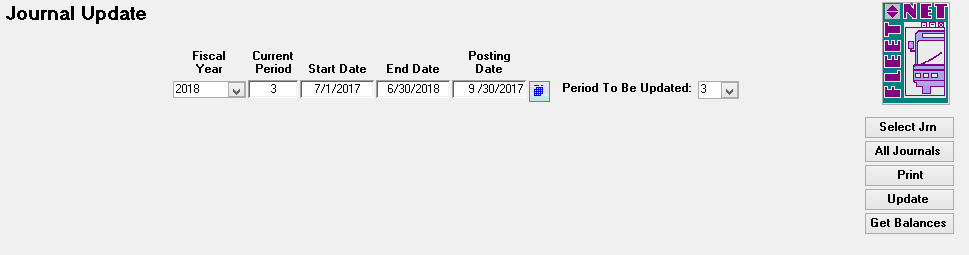 Journal Update
FLEET NET
Fiscal Year
Current Period
Start Date
End Date
Posting Date
2018
3
7/1/2017
6/30/2018
9 /30/2017
Period To Be Updated:
3
Select Jrn
All Journals
Print
Update
Get Balances